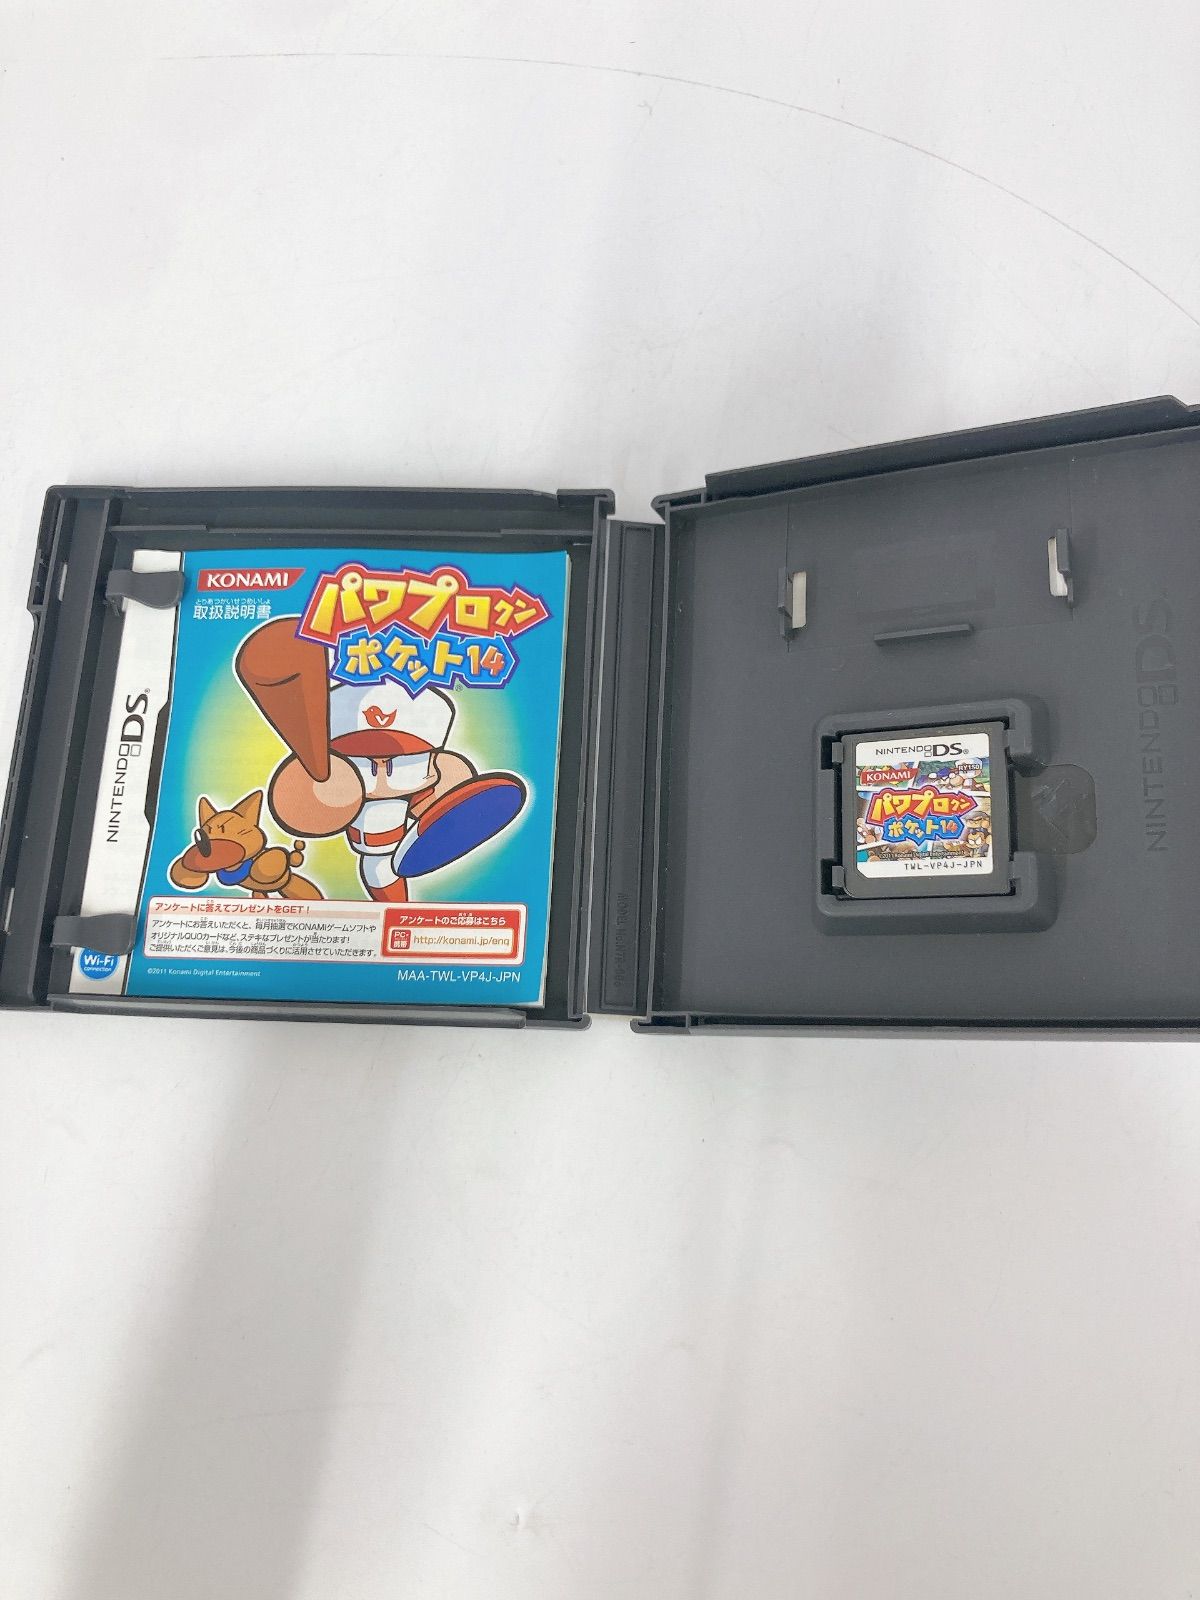 KONAMI
とりあつかいせつめいしょ
取扱説明書
パワプロクン
ポケット14
NINTENDO DS
アンケートに答えてプレゼントをGET！
アンケートにお答えいただくと、毎月抽選でKONAMIゲームソフトや
オリジナルQUOカードなど、ステキなプレゼントが当たります！
ご提供いただくご意見は、今後の商品づくりに活用させていただきます。
アンケートのご応募はこちら
PC・携帯
http://konami.jp/enq
Wi-Fi
CONNECTION
©2011 Konami Digital Entertainment
MAA-TWL-VP4J-JPN
NINTENDO DS
NINTENDO DS
KONAMI
RY150
パワプロクン
ポケット14
©2011 Konami Digital Entertainment
TWL-VP4J-JPN